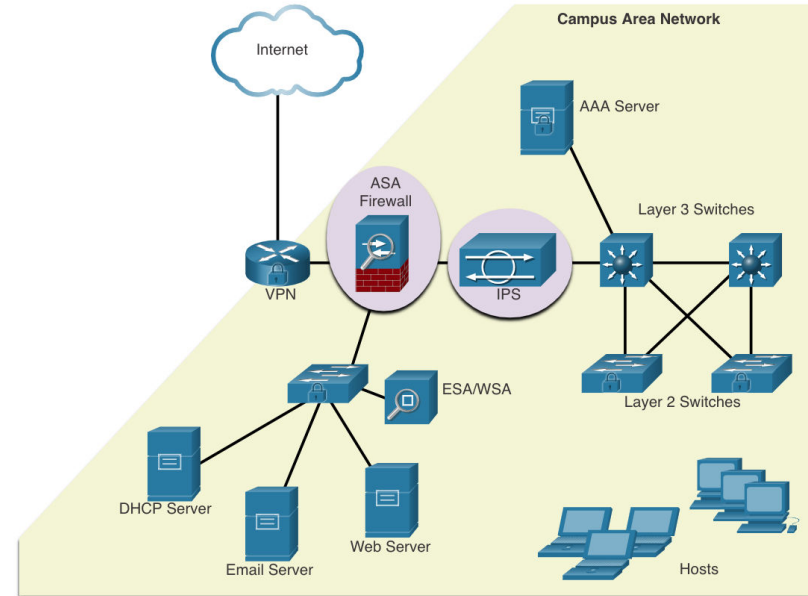 Campus Area Network
Internet
AAA Server
ASA
Firewall
Layer 3 Switches
VPN
IPS
ESA/WSA
Layer 2 Switches
DHCP Server
Web Server
Email Server
Hosts